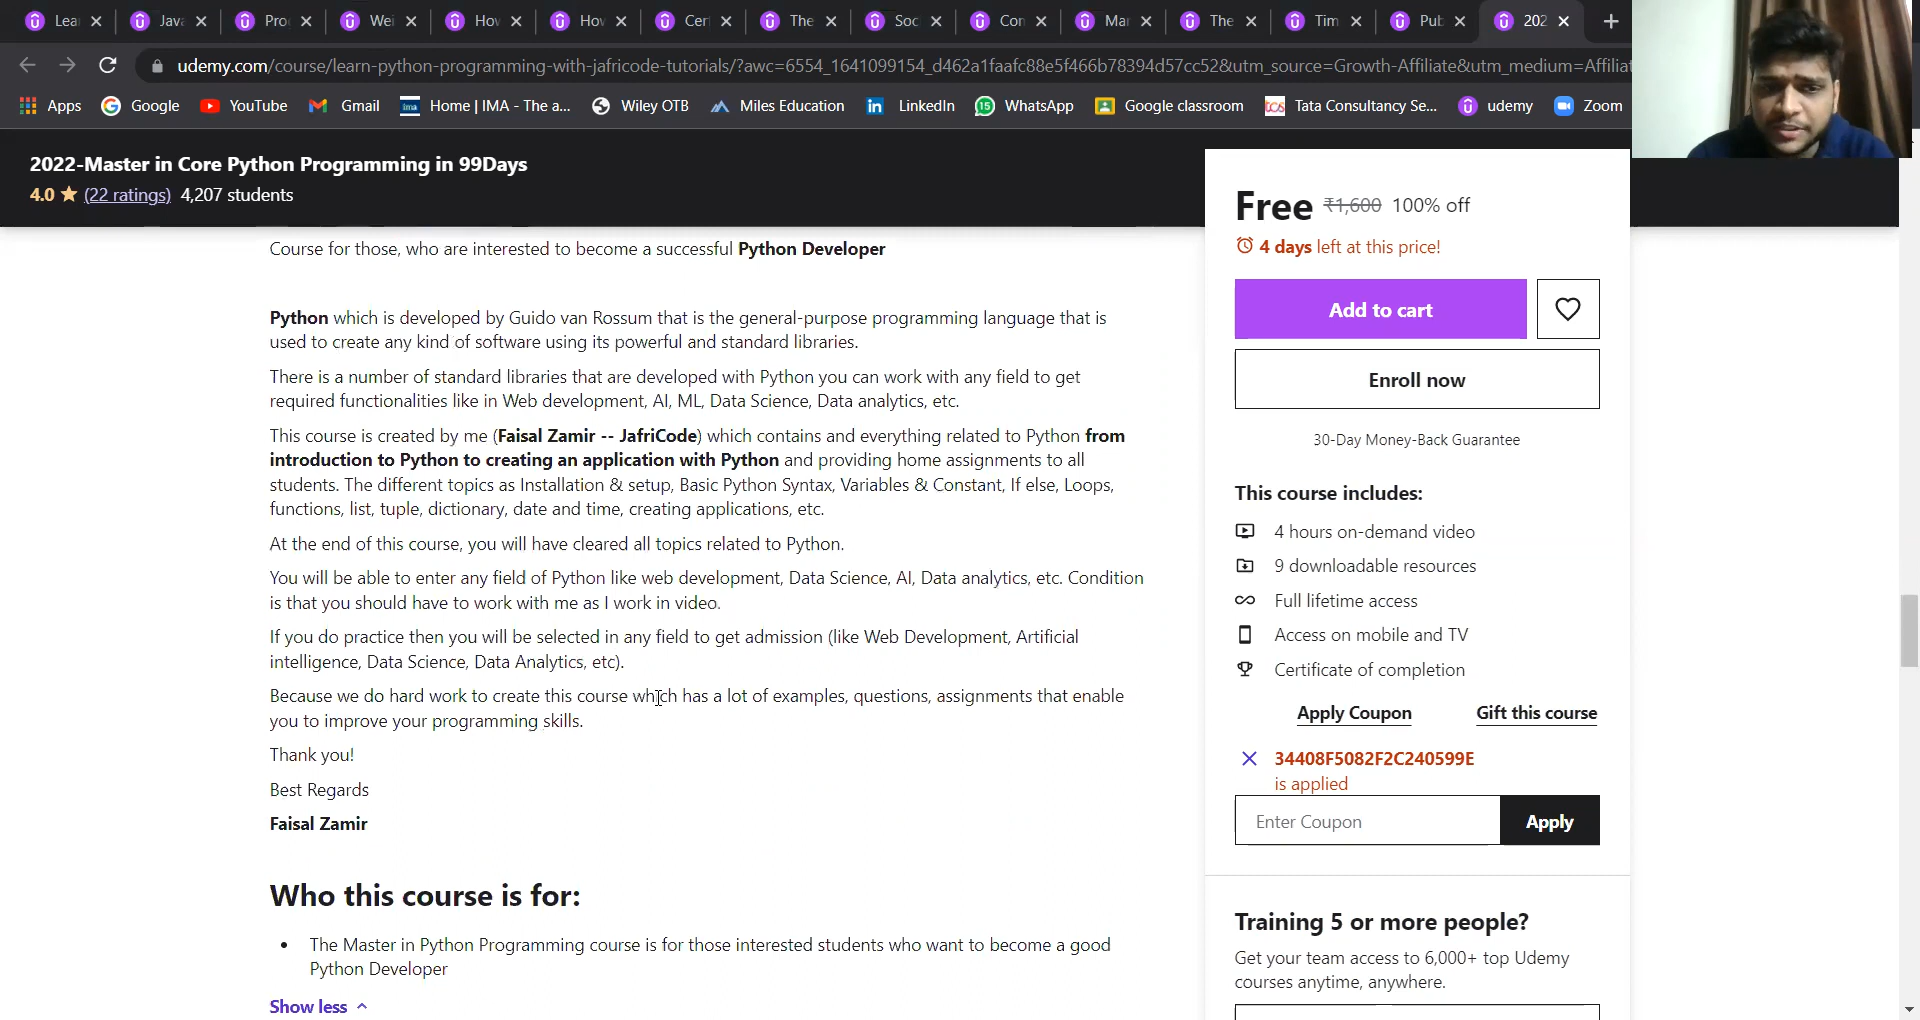 Lea
Java
Pro
Wei
Hov
Hov
Cer
The
Soc
Con
Mar
The
Tim
Pub
202
udemy.com/course/learn-python-programming-with-jafricode-tutorials/?awc=6554_1641099154_d462a1faafc88e5f466b78394d57cc52&utm_source=Growth-Affiliate&utm_medium=Affiliat
Apps Google YouTube Gmail Home | IMA - The a... Wiley OTB Miles Education LinkedIn 15 WhatsApp Google classroom Tata Consultancy Se... udemy Zoom
2022-Master in Core Python Programming in 99Days
4.0 (22 ratings) 4,207 students
Course for those, who are interested to become a successful Python Developer
Python which is developed by Guido van Rossum that is the general-purpose programming language that is
used to create any kind of software using its powerful and standard libraries.
There is a number of standard libraries that are developed with Python you can work with any field to get
required functionalities like in Web development, AI, ML, Data Science, Data analytics, etc.
This course is created by me (Faisal Zamir -- JafriCode) which contains and everything related to Python from
introduction to Python to creating an application with Python and providing home assignments to all
students. The different topics as Installation & setup, Basic Python Syntax, Variables & Constant, If else, Loops,
functions, list, tuple, dictionary, date and time, creating applications, etc.
At the end of this course, you will have cleared all topics related to Python.
You will be able to enter any field of Python like web development, Data Science, AI, Data analytics, etc. Condition
is that you should have to work with me as I work in video.
If you do practice then you will be selected in any field to get admission (like Web Development, Artificial
intelligence, Data Science, Data Analytics, etc).
Because we do hard work to create this course which has a lot of examples, questions, assignments that enable
you to improve your programming skills.
Thank you!
Best Regards
Faisal Zamir
Who this course is for:
• The Master in Python Programming course is for those interested students who want to become a good
Python Developer
Show less
Free ₹1,600 100% off
4 days left at this price!
Add to cart
Enroll now
30-Day Money-Back Guarantee
This course includes:
4 hours on-demand video
9 downloadable resources
Full lifetime access
Access on mobile and TV
Certificate of completion
Apply Coupon Gift this course
34408F5082F2C240599E
is applied
Enter Coupon Apply
Training 5 or more people?
Get your team access to 6,000+ top Udemy
courses anytime, anywhere.